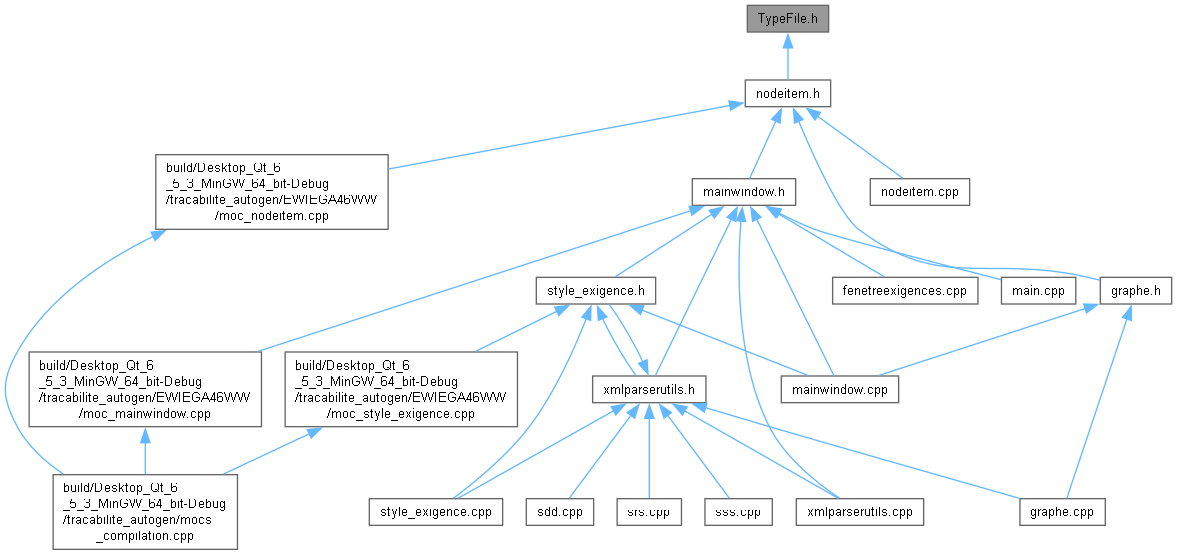 TypeFile.h
nodeitem.h
build/Desktop_Qt_6
_5_3_MinGW_64_bit-Debug
/tracabilite_autogen/EWIEGA46WW
/moc_nodeitem.cpp
mainwindow.h
nodeitem.cpp
style_exigence.h
fenetreexigences.cpp
main.cpp
graphe.h
build/Desktop_Qt_6
_5_3_MinGW_64_bit-Debug
/tracabilite_autogen/EWIEGA46WW
/moc_mainwindow.cpp
build/Desktop_Qt_6
_5_3_MinGW_64_bit-Debug
/tracabilite_autogen/EWIEGA46WW
/moc_style_exigence.cpp
xmlparserutils.h
mainwindow.cpp
build/Desktop_Qt_6
_5_3_MinGW_64_bit-Debug
/tracabilite_autogen/mocs
_compilation.cpp
style_exigence.cpp
sdd.cpp
srs.cpp
sss.cpp
xmlparserutils.cpp
graphe.cpp